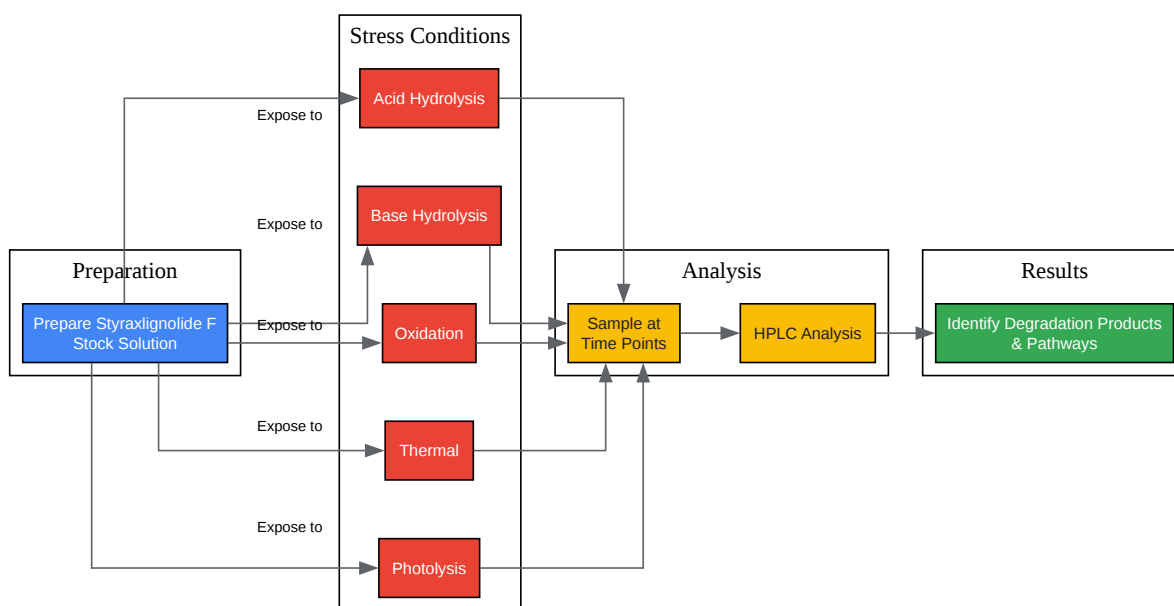 Stress Conditions
Acid Hydrolysis
Expose to
Base Hydrolysis
Expose to
Preparation
Prepare Styraxlignolide F
Stock Solution
Expose to
Oxidation
Analysis
Sample at
Time Points
HPLC Analysis
Results
Identify Degradation Products
& Pathways
Expose to
Thermal
Expose to
Photolysis